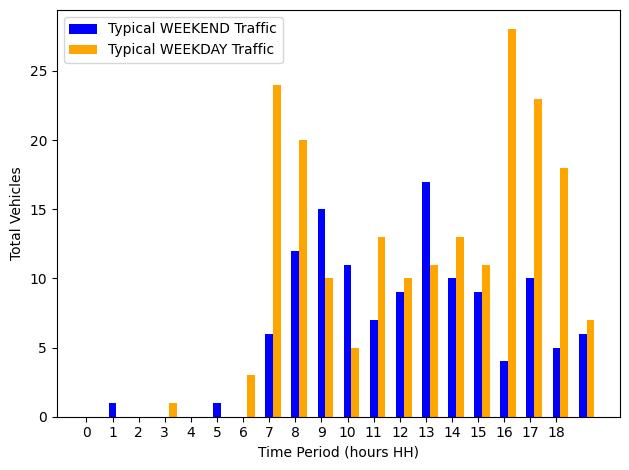 Typical WEEKEND Traffic
Typical WEEKDAY Traffic
Total Vehicles
25
20
15
10
5
0
0 1 2 3 4 5 6 7 8 9 10 11 12 13 14 15 16 17 18
Time Period (hours HH)